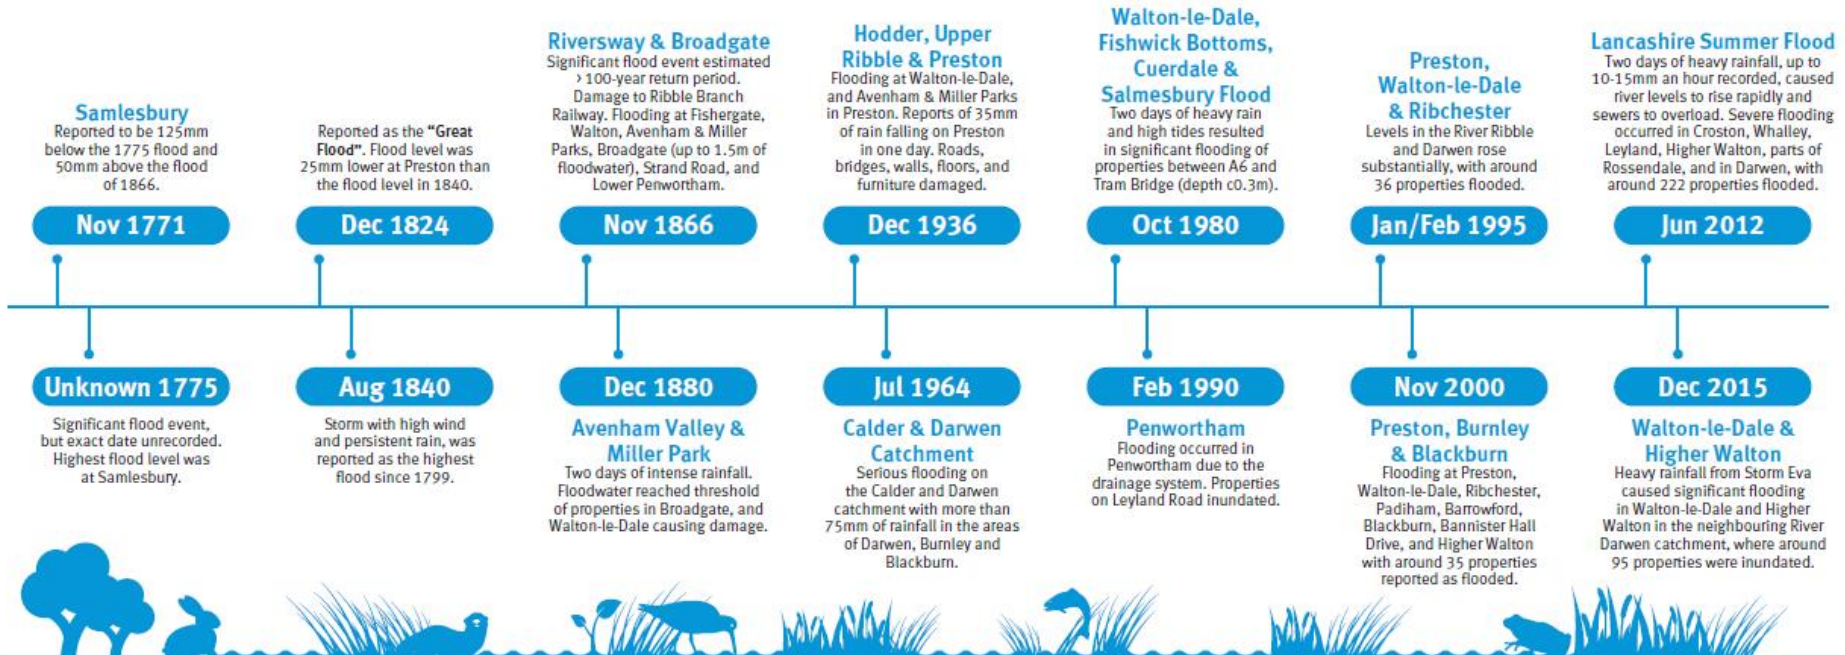 Samlesbury
Reported to be 125mm
below the 1775 flood and
50mm above the flood
of 1866.
Nov 1771
Reported as the "Great
Flood". Flood level was
25mm lower at Preston than
the flood level in 1840.
Dec 1824
Riversway & Broadgate
Significant flood event estimated
>100-year return period.
Damage to Ribble Branch
Railway. Flooding at Fishergate,
Walton, Avenham & Miller
Parks, Broadgate (up to 1.5m of
floodwater), Strand Road, and
Lower Penwortham.
Nov 1866
Hodder, Upper
Ribble & Preston
Flooding at Walton-le-Dale,
and Avenham & Miller Parks
in Preston. Reports of 35mm
of rain falling on Preston
in one day. Roads,
bridges, walls, floors, and
furniture damaged.
Dec 1936
Walton-le-Dale,
Fishwick Bottoms,
Cuerdale &
Salmesbury Flood
Two days of heavy rain
and high tides resulted
in significant flooding of
properties between A6 and
Tram Bridge (depth c0.3m).
Oct 1980
Preston,
Walton-le-Dale
& Ribchester
Levels in the River Ribble
and Darwen rose
substantially, with around
36 properties flooded.
Jan/Feb 1995
Lancashire Summer Flood
Two days of heavy rainfall, up to
10-15mm an hour recorded, caused
river levels to rise rapidly and
sewers to overload. Severe flooding
occurred in Croston, Whalley,
Leyland, Higher Walton, parts of
Rossendale, and in Darwen, with
around 222 properties flooded.
Jun 2012
Unknown 1775
Significant flood event,
but exact date unrecorded.
Highest flood level was
at Samlesbury.
Aug 1840
Storm with high wind
and persistent rain, was
reported as the highest
flood since 1799.
Dec 1880
Avenham Valley &
Miller Park
Two days of intense rainfall.
Floodwater reached threshold
of properties in Broadgate, and
Walton-le-Dale causing damage.
Jul 1964
Calder & Darwen
Catchment
Serious flooding on
the Calder and Darwen
catchment with more than
75mm of rainfall in the areas
of Darwen, Burnley and
Blackburn.
Feb 1990
Penwortham
Flooding occurred in
Penwortham due to the
drainage system. Properties
on Leyland Road inundated.
Nov 2000
Preston, Burnley
& Blackburn
Flooding at Preston,
Walton-le-Dale, Ribchester,
Padiham, Barrowford,
Blackburn, Bannister Hall
Drive, and Higher Walton
with around 35 properties
reported as flooded.
Dec 2015
Walton-le-Dale &
Higher Walton
Heavy rainfall from Storm Eva
caused significant flooding
in Walton-le-Dale and Higher
Walton in the neighbouring River
Darwen catchment, where around
95 properties were inundated.